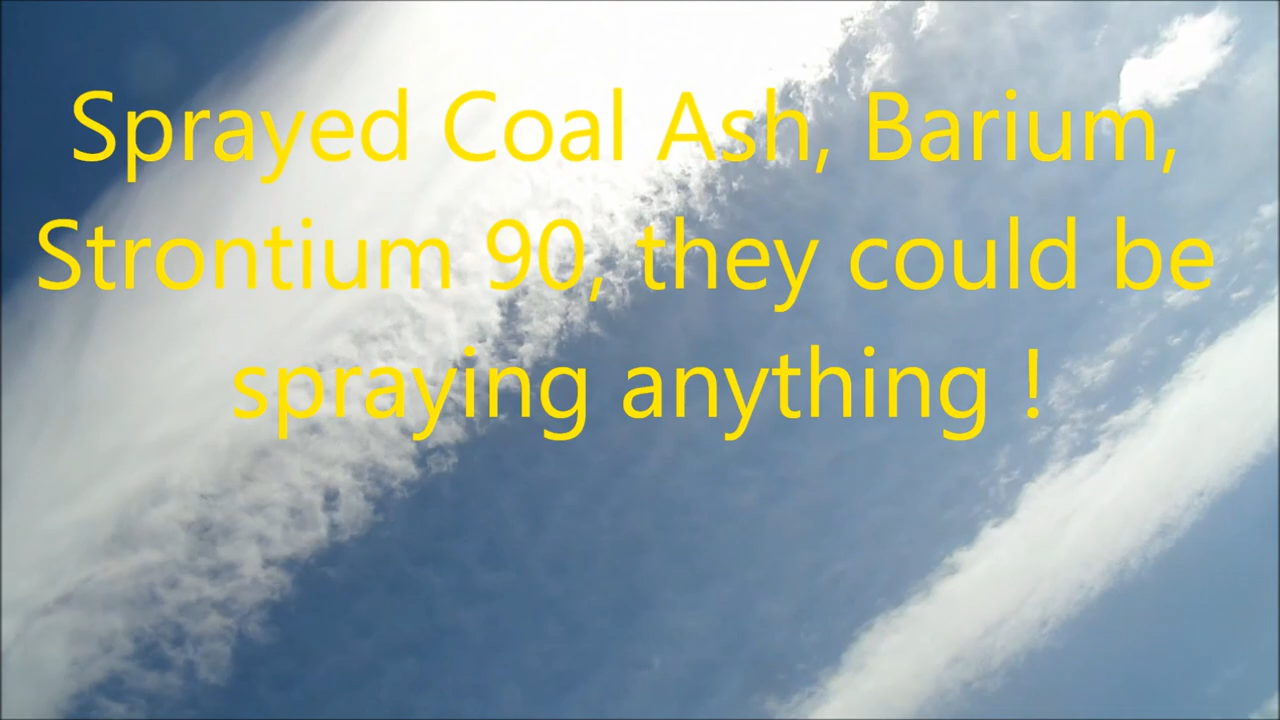 Sprayed Coal Ash, Barium,
Strontium 90, they could be
spraying anything !